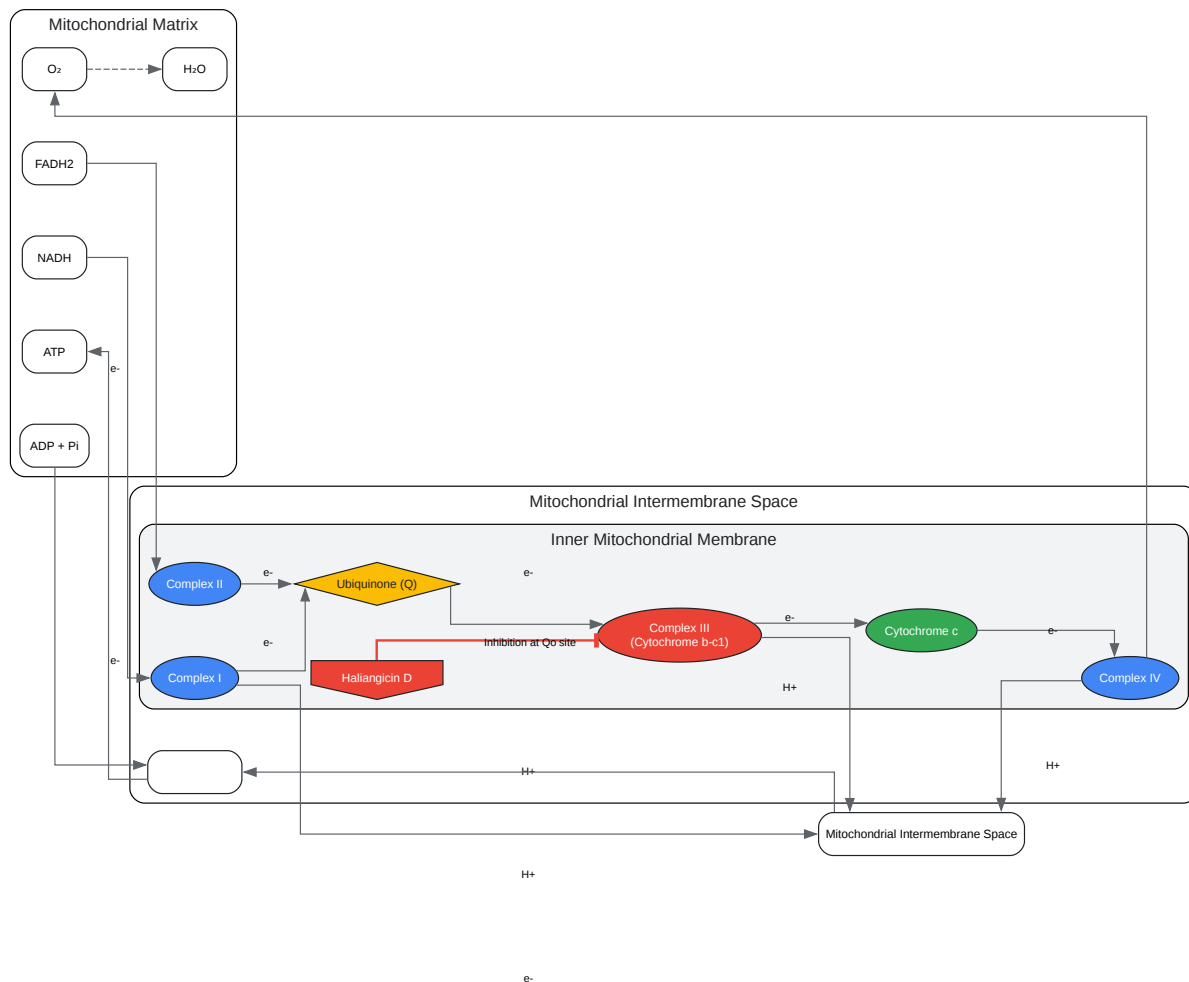 Mitochondrial Matrix
O₂
H₂O
FADH2
NADH
ATP
e-
ADP + Pi
Mitochondrial Intermembrane Space
Inner Mitochondrial Membrane
e-
e-
Complex II
Ubiquinone (Q)
e-
Complex III
(Cytochrome b-c1)
Cytochrome c
e-
e-
Inhibition at Qo site
e-
Complex I
Haliangicin D
Complex IV
H+
H+
H+
Mitochondrial Intermembrane Space
H+
e-